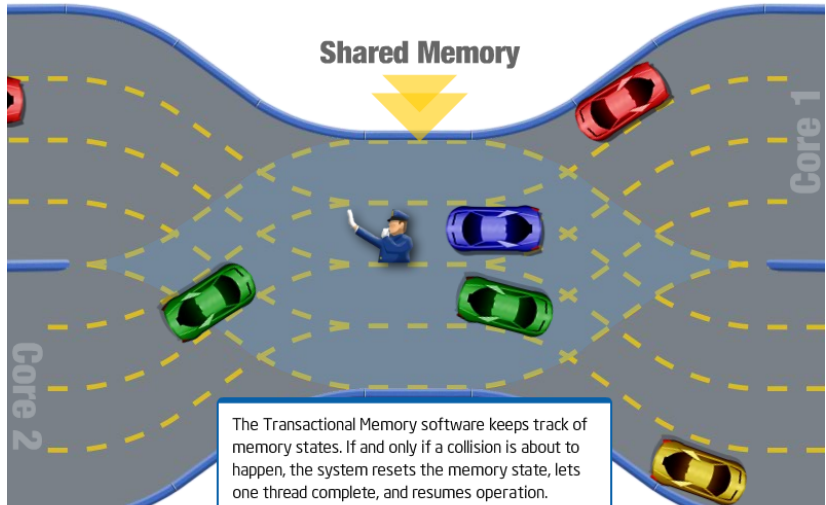 Shared Memory
Core 1
Core 2
The Transactional Memory software keeps track of
memory states. If and only if a collision is about to
happen, the system resets the memory state, lets
one thread complete, and resumes operation.